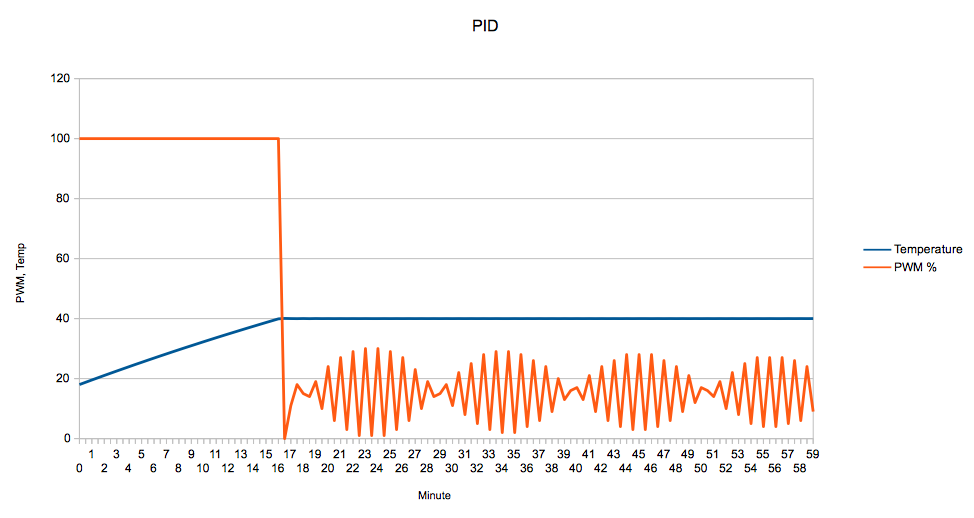 PID
120
100
80
60
40
20
0
PWM, Temp
Temperature
PWM %
1 3 5 7 9 11 13 15 17 19 21 23 25 27 29 31 33 35 37 39 41 43 45 47 49 51 53 55 57 59
0 2 4 6 8 10 12 14 16 18 20 22 24 26 28 30 32 34 36 38 40 42 44 46 48 50 52 54 56 58
Minute